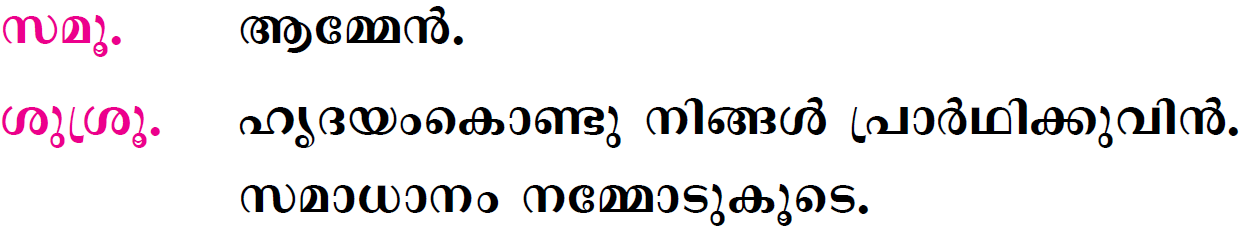 സമൂ. ആമ്മേൻ.
ശുശ്രൂ. ഹൃദയംകൊണ്ടു നിങ്ങൾ പ്രാർഥിക്കുവിൻ.
സമാധാനം നമ്മോടുകൂടെ.